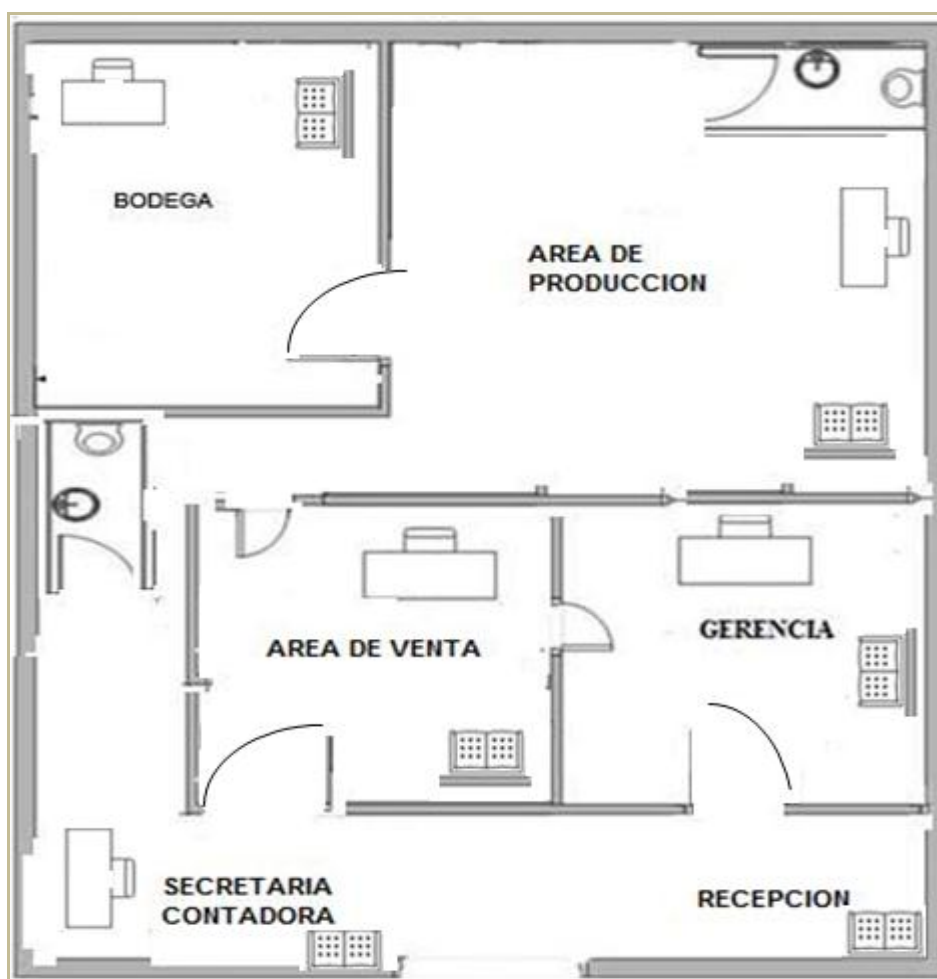 BODEGA
AREA DE
PRODUCCION
AREA DE VENTA
GERENCIA
SECRETARIA
CONTADORA
RECEPCION